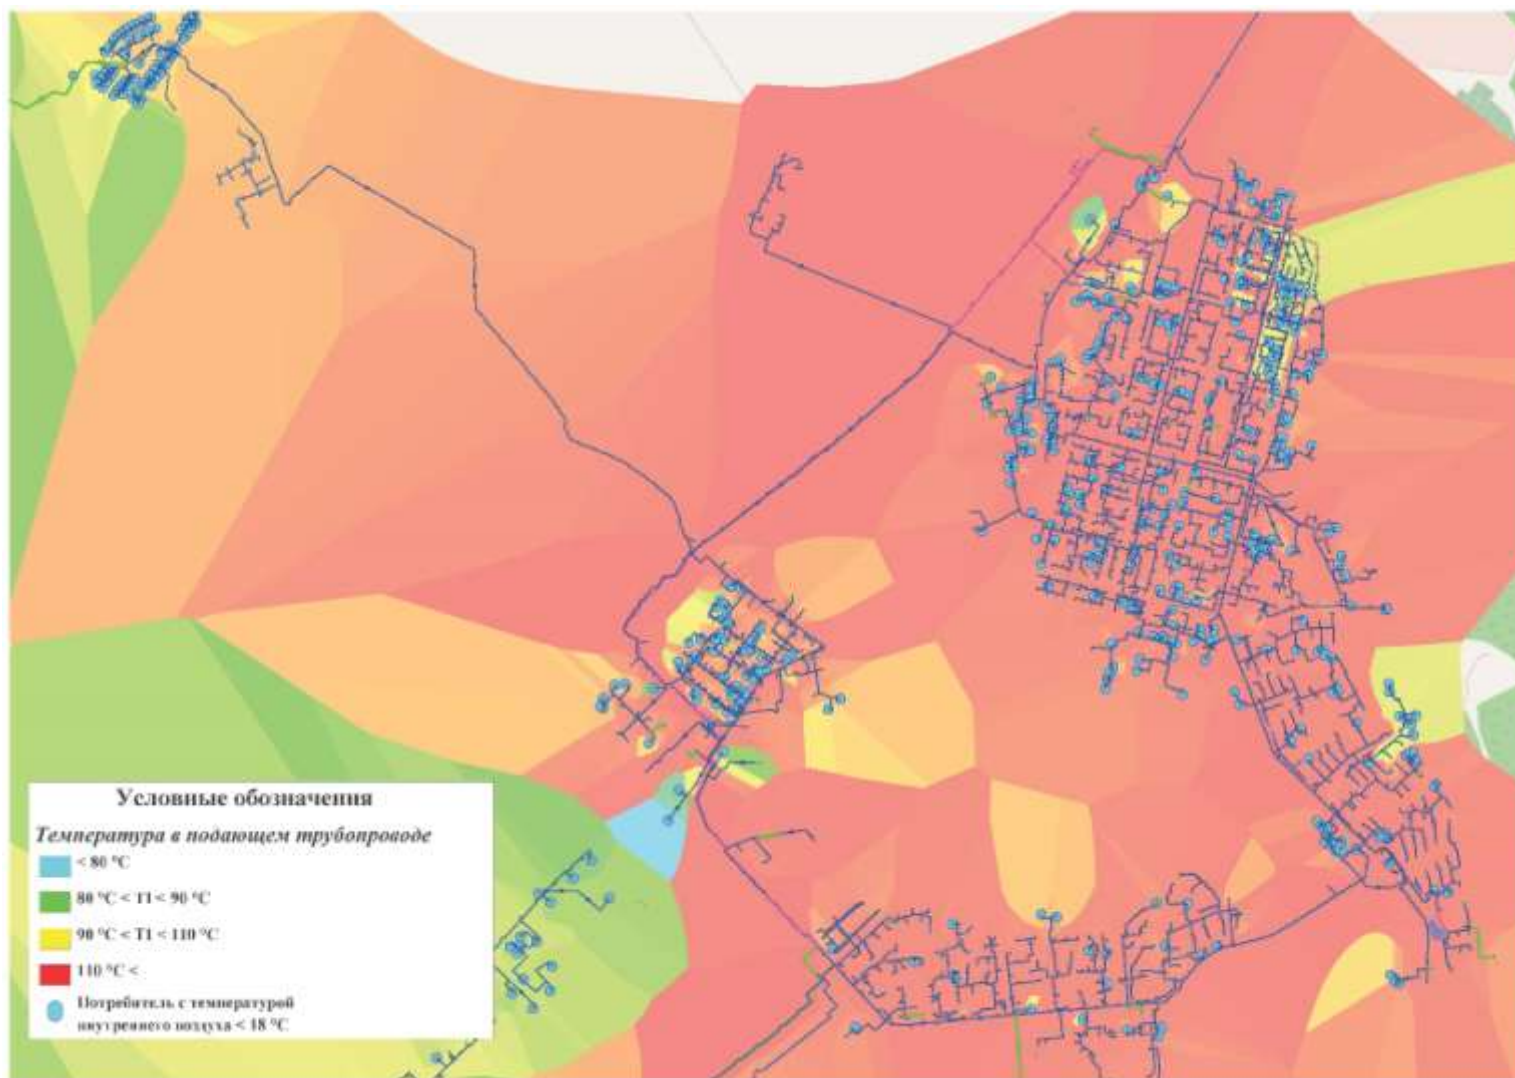 Условные обозначения
Температура в подающем трубопроводе
< 80 °C
80 °C < T1 < 90 °C
90 °C < T1 < 110 °C
110 °C <
Потребитель с температурой
внутреннего воздуха < 18 °C